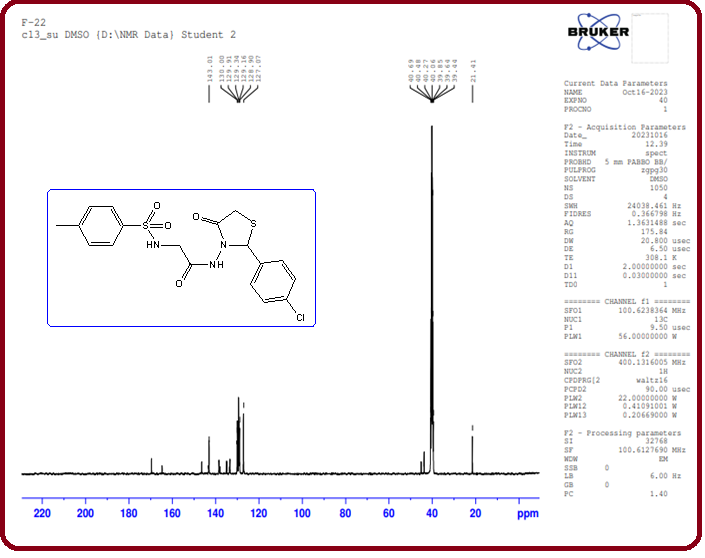 F-22
c13_su DMSO {D:\NMR Data} Student 2
BRUKER
143.01
130.00
129.91
129.34
129.16
128.90
127.07
40.69
40.48
40.27
40.06
39.85
39.64
39.44
21.41
Current Data Parameters
NAME Oct16-2023
EXPNO 40
PROCNO 1
F2 - Acquisition Parameters
Date_ 20231016
Time 12.39
INSTRUM spect
PROBHD 5 mm PABBO BB/
PULPROG zgpg30
SOLVENT DMSO
NS 1050
DS 4
SWH 24038.461 Hz
FIDRES 0.366798 Hz
AQ 1.3631488 sec
RG 175.84
DW 20.800 usec
DE 6.50 usec
TE 308.1 K
D1 2.00000000 sec
D11 0.03000000 sec
TD0 1
======== CHANNEL f1 ========
SFO1 100.6238364 MHz
NUC1 13C
P1 9.50 usec
PLW1 56.00000000 W
======== CHANNEL f2 ========
SFO2 400.1316005 MHz
NUC2 1H
CPDPRG[2 waltz16
PCPD2 90.00 usec
PLW2 22.00000000 W
PLW12 0.41091001 W
PLW13 0.20669000 W
F2 - Processing parameters
SI 32768
SF 100.6127690 MHz
WDW EM
SSB 0
LB 6.00 Hz
GB 0
PC 1.40
O
S O
HN
O
O
S
N
NH
Cl
220 200 180 160 140 120 100 80 60 40 20 ppm